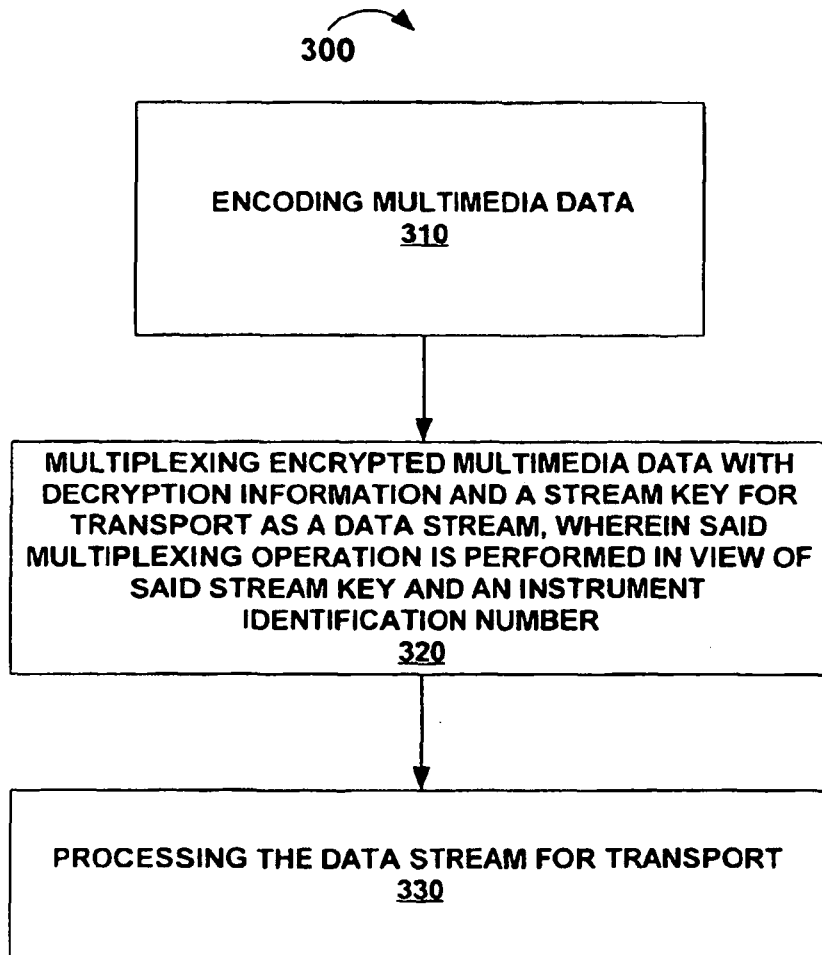 300
ENCODING MULTIMEDIA DATA
310
MULTIPLEXING ENCRYPTED MULTIMEDIA DATA WITH
DECRYPTION INFORMATION AND A STREAM KEY FOR
TRANSPORT AS A DATA STREAM, WHEREIN SAID
MULTIPLEXING OPERATION IS PERFORMED IN VIEW OF
SAID STREAM KEY AND AN INSTRUMENT
IDENTIFICATION NUMBER
320
PROCESSING THE DATA STREAM FOR TRANSPORT
330